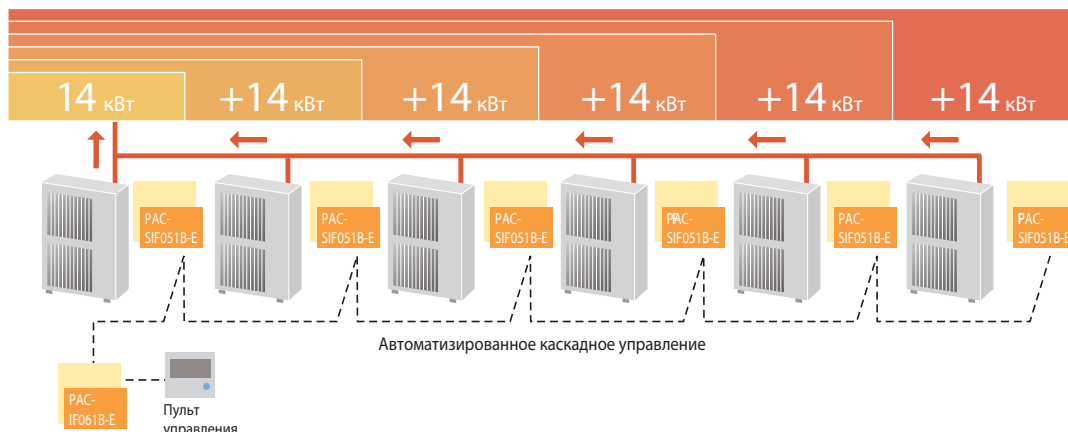 14 кВт
+14 кВт
+14 кВт
+14 кВт
+14 кВт
+14 кВт
PAC-
SIF051B-E
PAC-
SIF051B-E
PAC-
SIF051B-E
PAC-
SIF051B-E
PAC-
SIF051B-E
PAC-
SIF051B-E
Автоматизированное каскадное управление
PAC-
IF061B-E
Пульт
управления